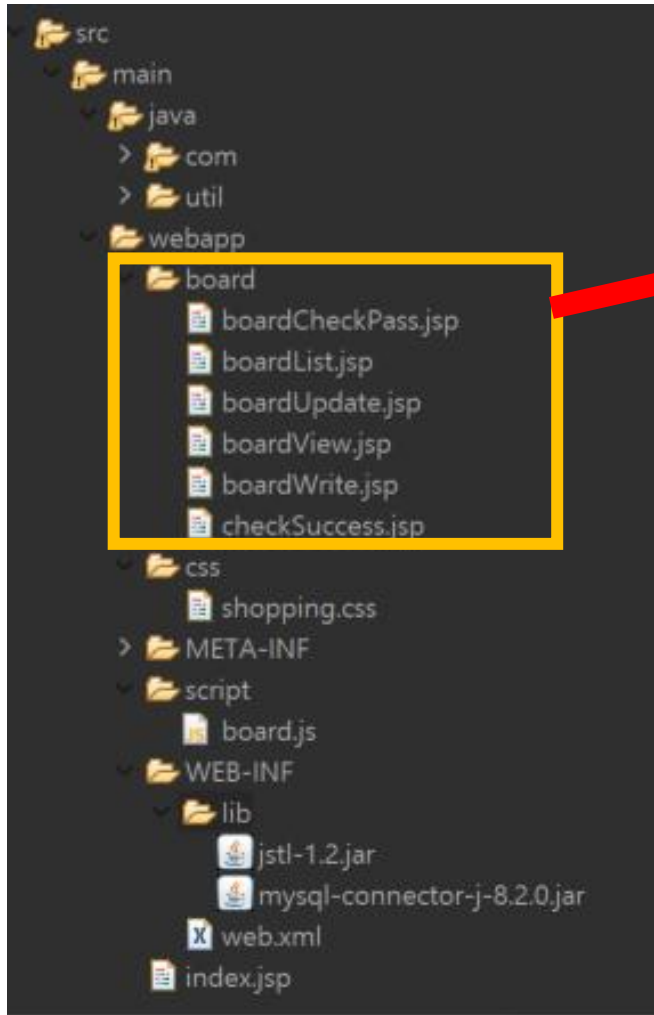 src
main
java
com
util
webapp
board
boardCheckPass.jsp
boardList.jsp
boardUpdate.jsp
boardView.jsp
boardWrite.jsp
checkSuccess.jsp
css
shopping.css
META-INF
script
board.js
WEB-INF
lib
jstl-1.2.jar
mysql-connector-j-8.2.0.jar
web.xml
index.jsp